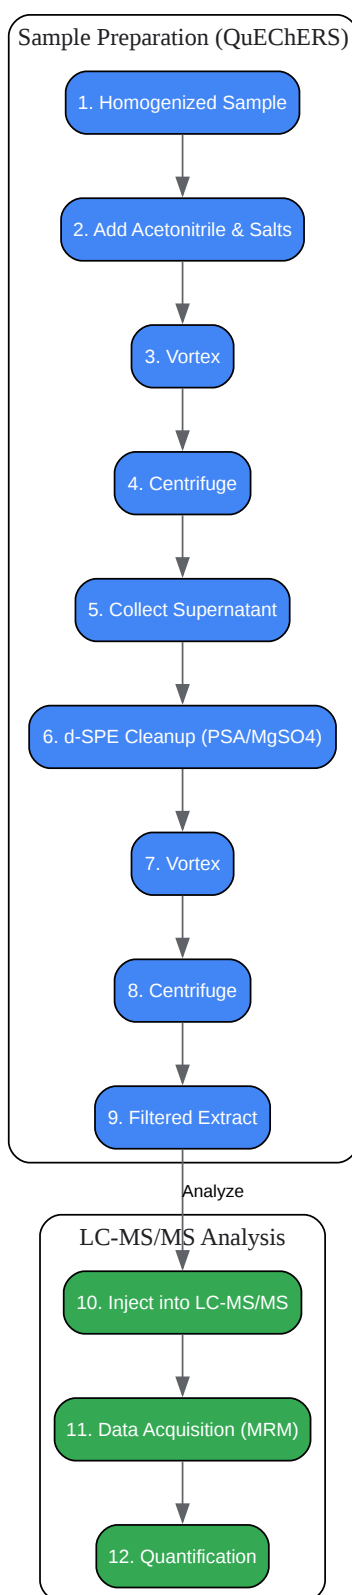 Sample Preparation (QuEChERS)
1. Homogenized Sample
2. Add Acetonitrile & Salts
3. Vortex
4. Centrifuge
5. Collect Supernatant
6. d-SPE Cleanup (PSA/MgSO4)
7. Vortex
8. Centrifuge
9. Filtered Extract
Analyze
LC-MS/MS Analysis
10. Inject into LC-MS/MS
11. Data Acquisition (MRM)
12. Quantification